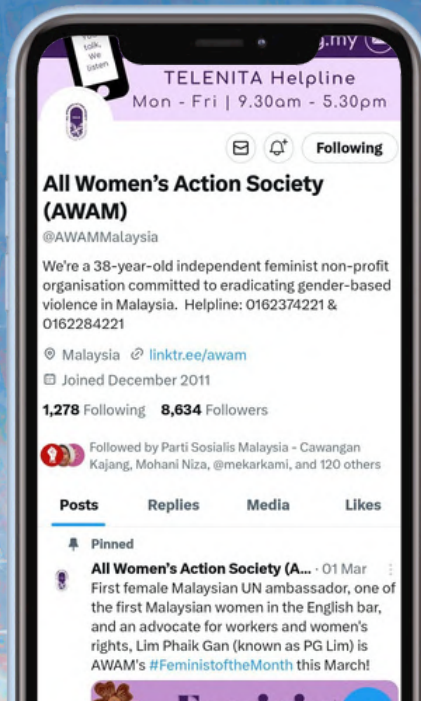 talk,
We
listen
g.my
TELENITA Helpline
Mon - Fri | 9.30am - 5.30pm
Following
All Women's Action Society
(AWAM)
@AWAMMalaysia
We're a 38-year-old independent feminist non-profit
organisation committed to eradicating gender-based
violence in Malaysia. Helpline: 0162374221 &
0162284221
Malaysia linktr.ee/awam
Joined December 2011
1,278 Following 8,634 Followers
Followed by Parti Sosialis Malaysia - Cawangan
Kajang, Mohani Niza, @mekarkami, and 120 others
Posts Replies Media Likes
Pinned
All Women's Action Society (A... · 01 Mar
First female Malaysian UN ambassador, one of
the first Malaysian women in the English bar,
and an advocate for workers and women's
rights, Lim Phaik Gan (known as PG Lim) is
AWAM's #FeministoftheMonth this March!